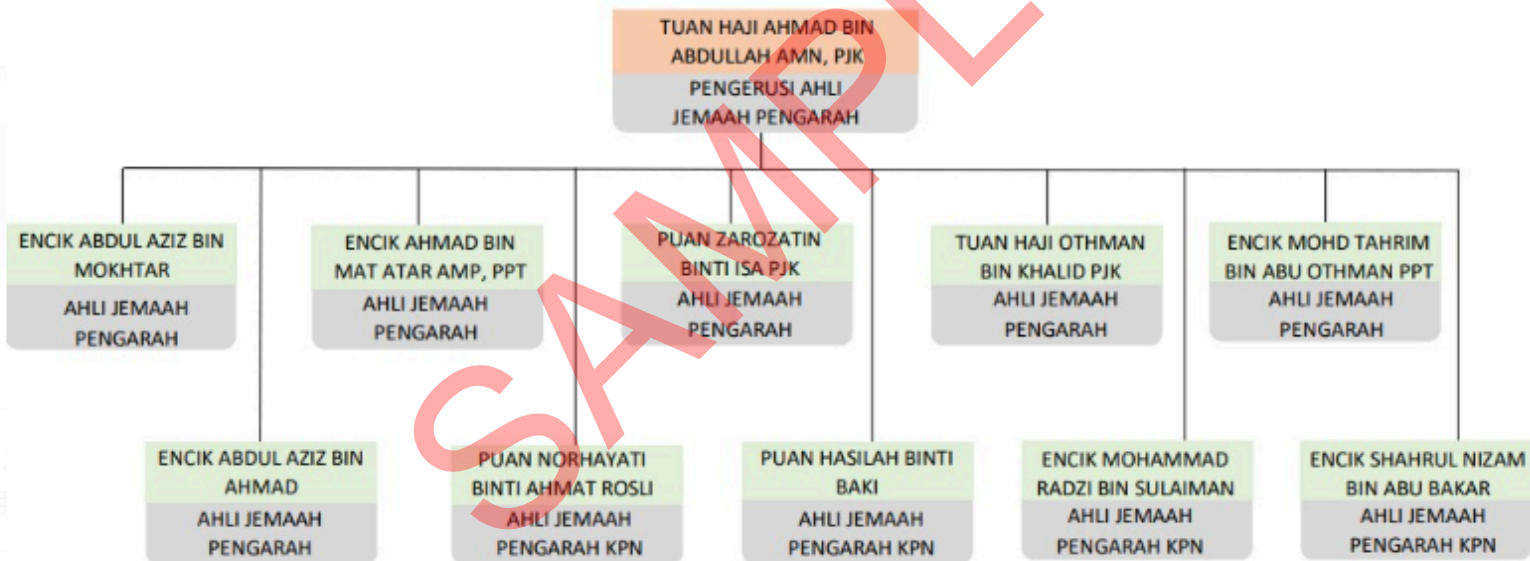 TUAN HAJI AHMAD BIN
ABDULLAH AMN, PJK
PENGERUSI AHLI
JEMAAH PENGARAH
ENCIK ABDUL AZIZ BIN
MOKHTAR
AHLI JEMAAH
PENGARAH
ENCIK AHMAD BIN
MAT ATAR AMP, PPT
AHLI JEMAAH
PENGARAH
PUAN ZAROZATIN
BINTI ISA PJK
AHLI JEMAAH
PENGARAH
TUAN HAJI OTHMAN
BIN KHALID PJK
AHLI JEMAAH
PENGARAH
ENCIK MOHD TAHRIM
BIN ABU OTHMAN PPT
AHLI JEMAAH
PENGARAH
ENCIK ABDUL AZIZ BIN
AHMAD
AHLI JEMAAH
PENGARAH
PUAN NORHAYATI
BINTI AHMAT ROSLI
AHLI JEMAAH
PENGARAH KPN
PUAN HASILAH BINTI
BAKI
AHLI JEMAAH
PENGARAH KPN
ENCIK MOHAMMAD
RADZI BIN SULAIMAN
AHLI JEMAAH
PENGARAH KPN
ENCIK SHAHRUL NIZAM
BIN ABU BAKAR
AHLI JEMAAH
PENGARAH KPN
SAMPL